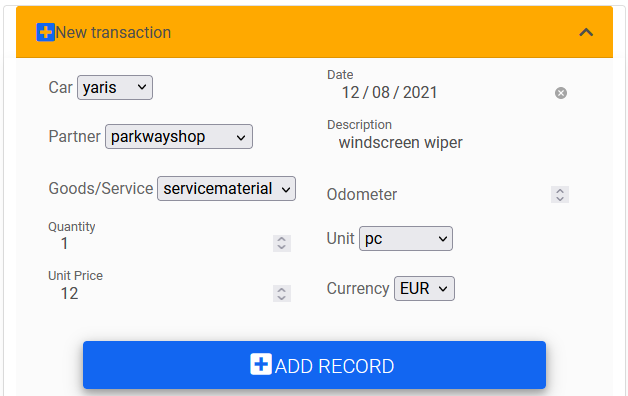 New transaction
Car yaris
Date
12 / 08 / 2021
Partner parkwayshop
Description
windscreen wiper
Goods/Service servicematerial
Odometer
Quantity
1
Unit pc
Unit Price
12
Currency EUR
ADD RECORD